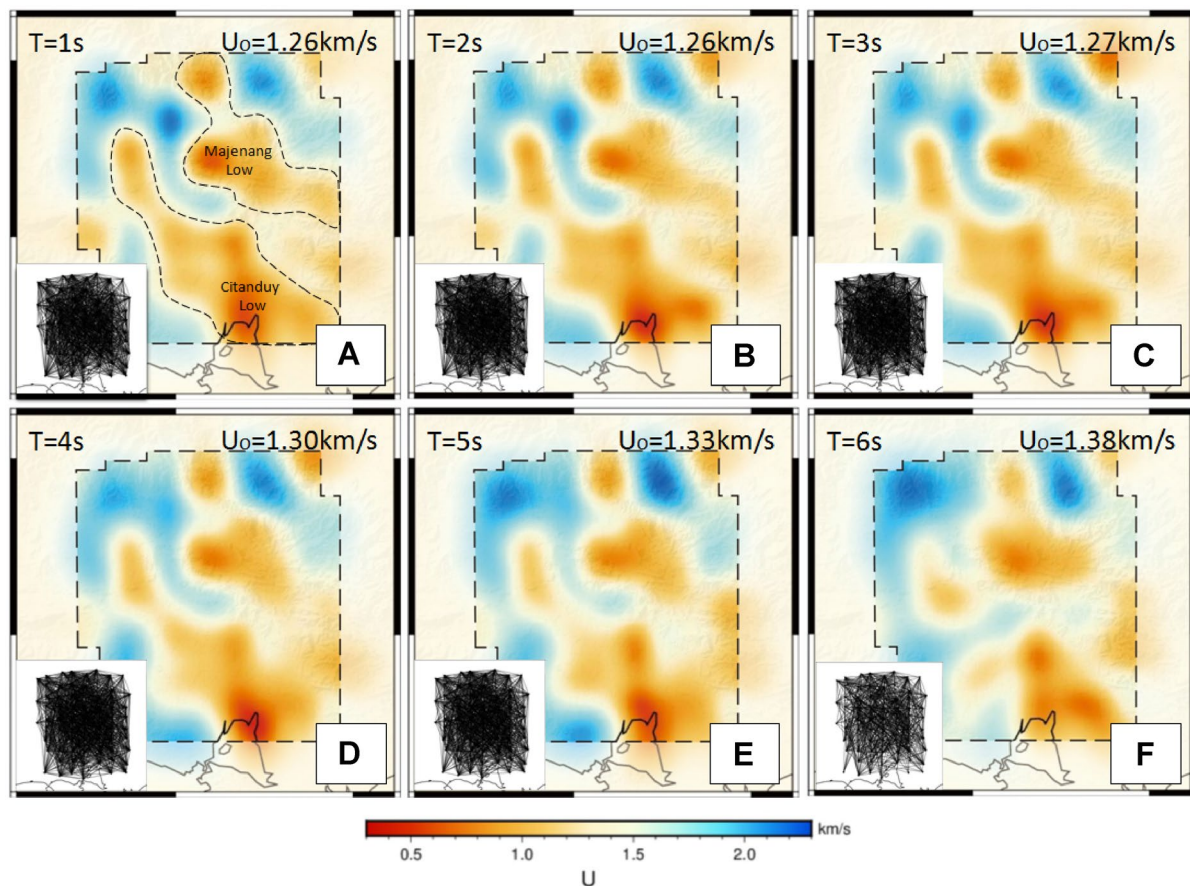 T=1s U₀=1.26km/s
Majenang
Low
Citanduy
Low
A
T=2s U₀=1.26km/s
B
T=3s U₀=1.27km/s
C
T=4s U₀=1.30km/s
D
T=5s U₀=1.33km/s
E
T=6s U₀=1.38km/s
F
km/s
0.5 1.0 1.5 2.0
U